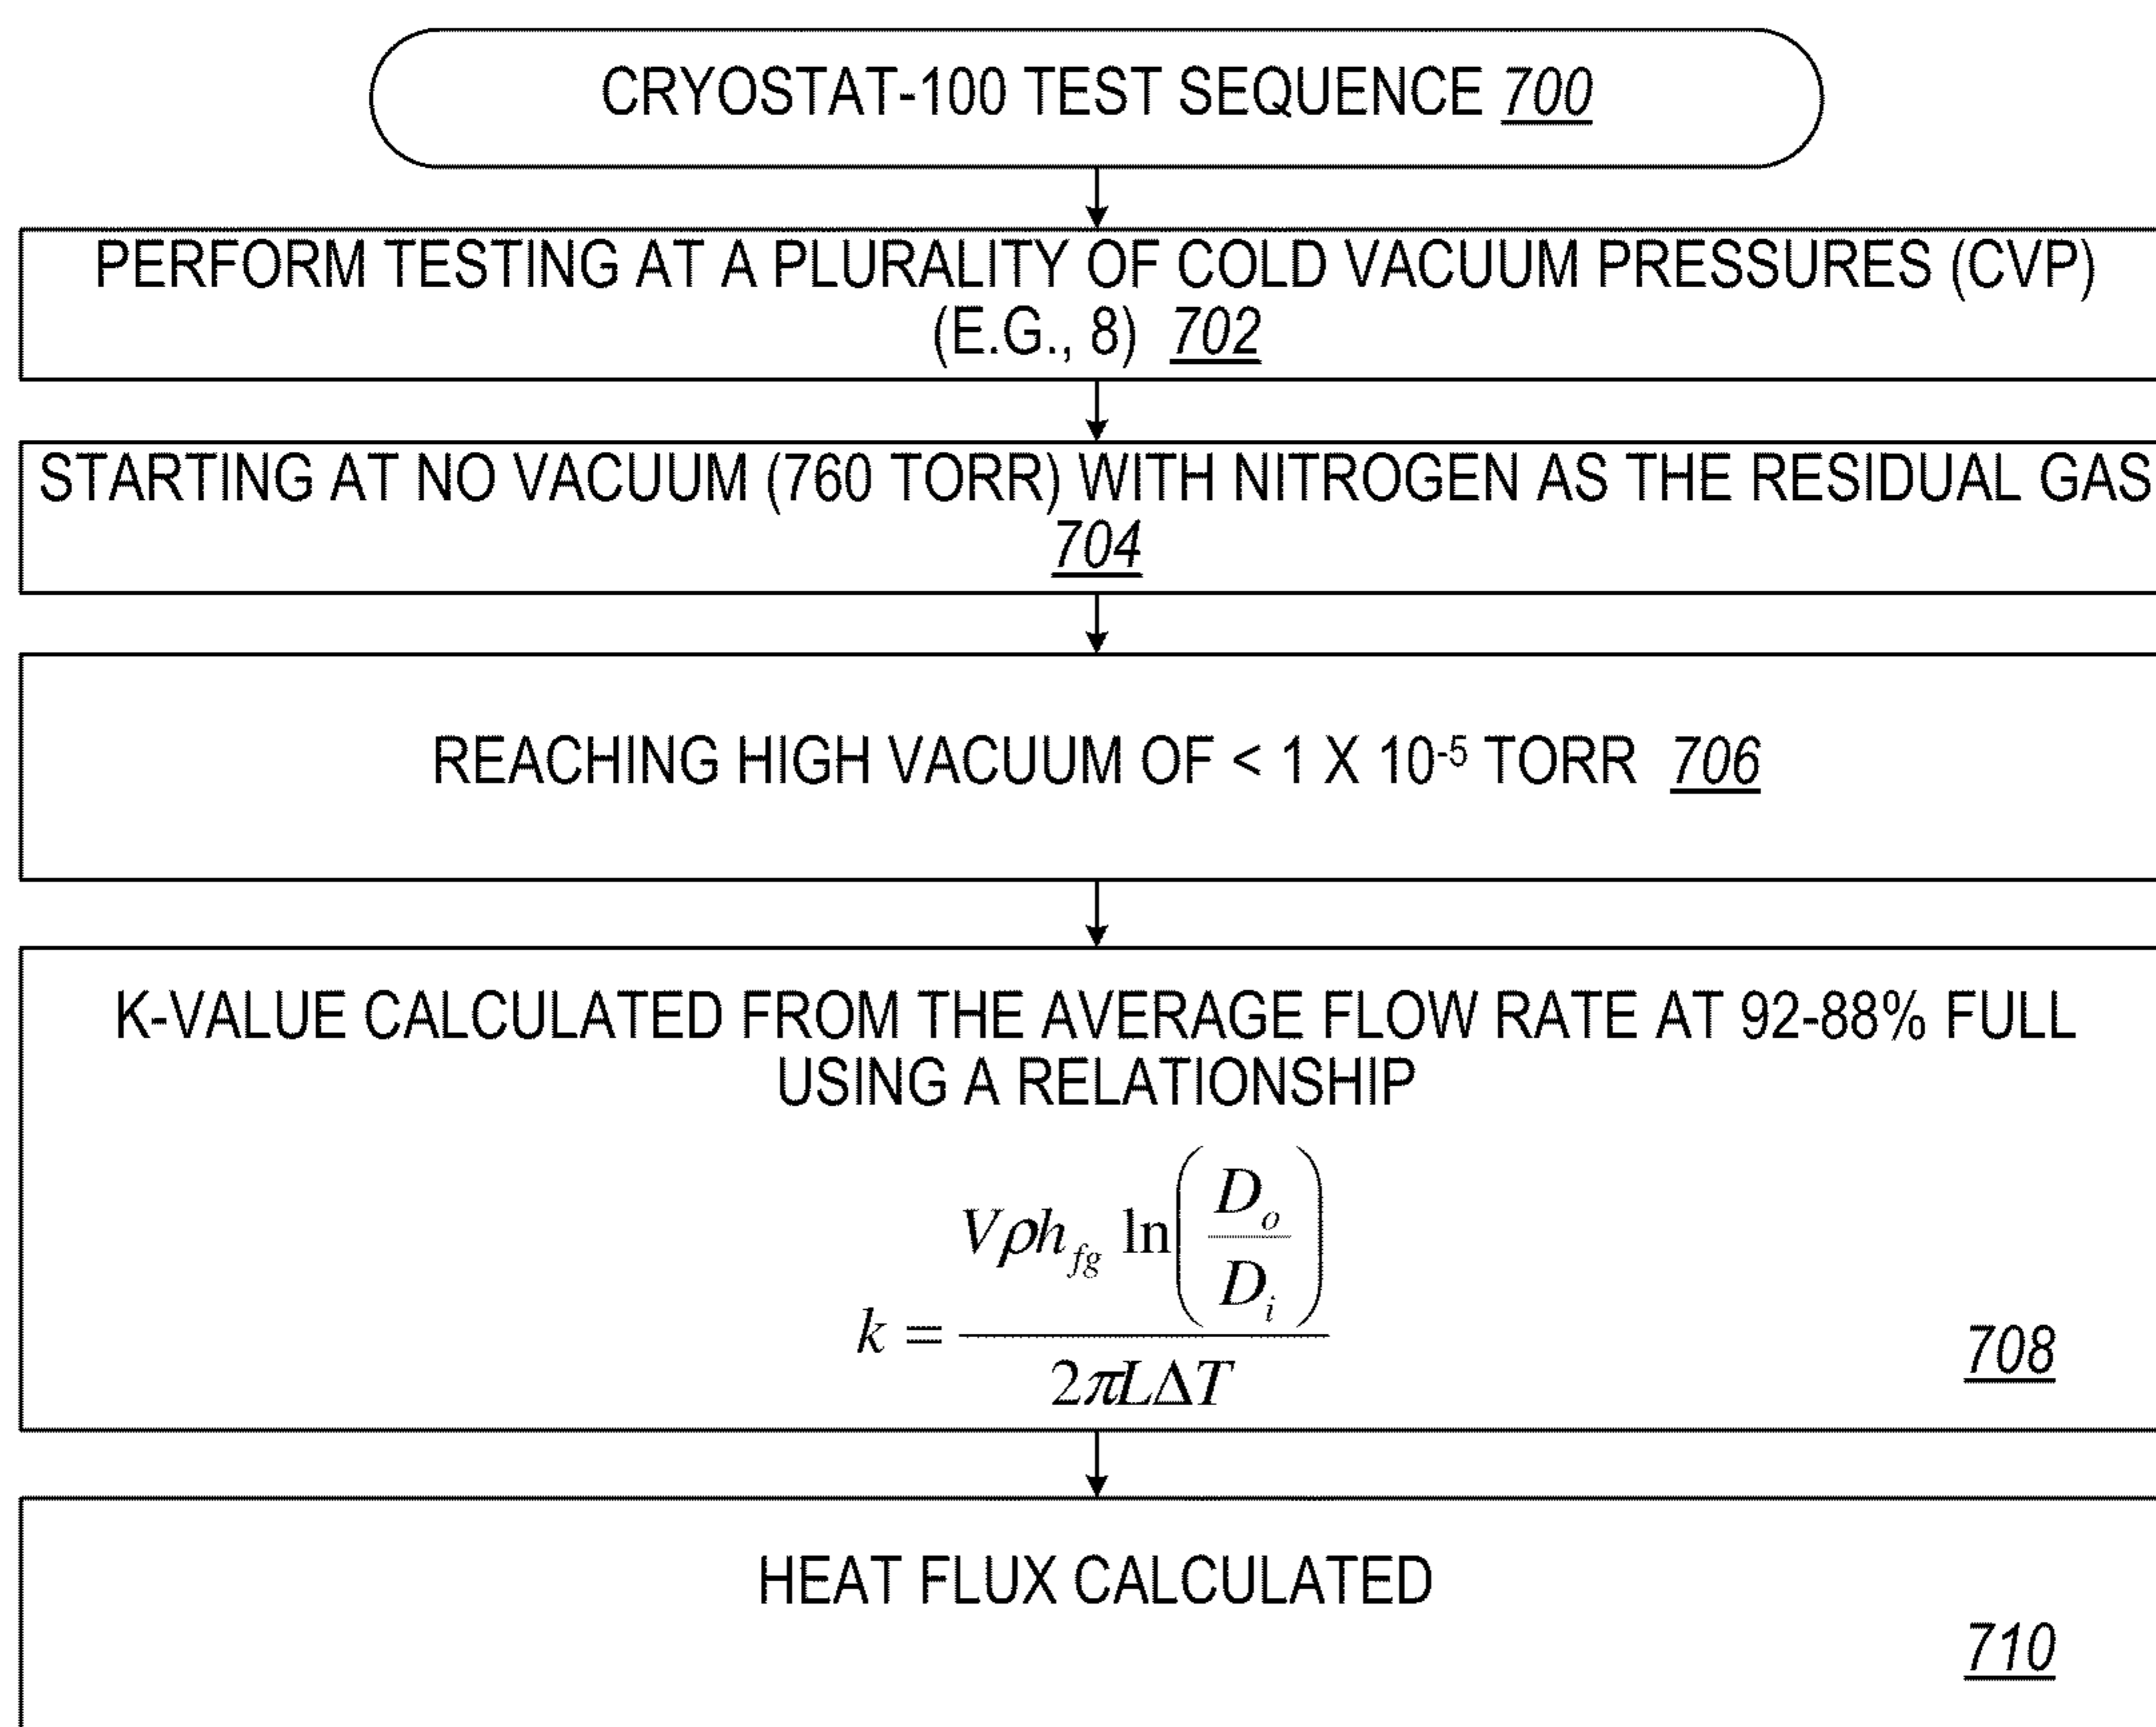 CRYOSTAT-100 TEST SEQUENCE 700
PERFORM TESTING AT A PLURALITY OF COLD VACUUM PRESSURES (CVP)
(E.G., 8) 702
STARTING AT NO VACUUM (760 TORR) WITH NITROGEN AS THE RESIDUAL GAS
704
REACHING HIGH VACUUM OF < 1 X 10⁻⁵ TORR 706
K-VALUE CALCULATED FROM THE AVERAGE FLOW RATE AT 92-88% FULL
USING A RELATIONSHIP
k = Vρh_fg ln(D_o/D_i) / 2πLΔT
708
HEAT FLUX CALCULATED
710